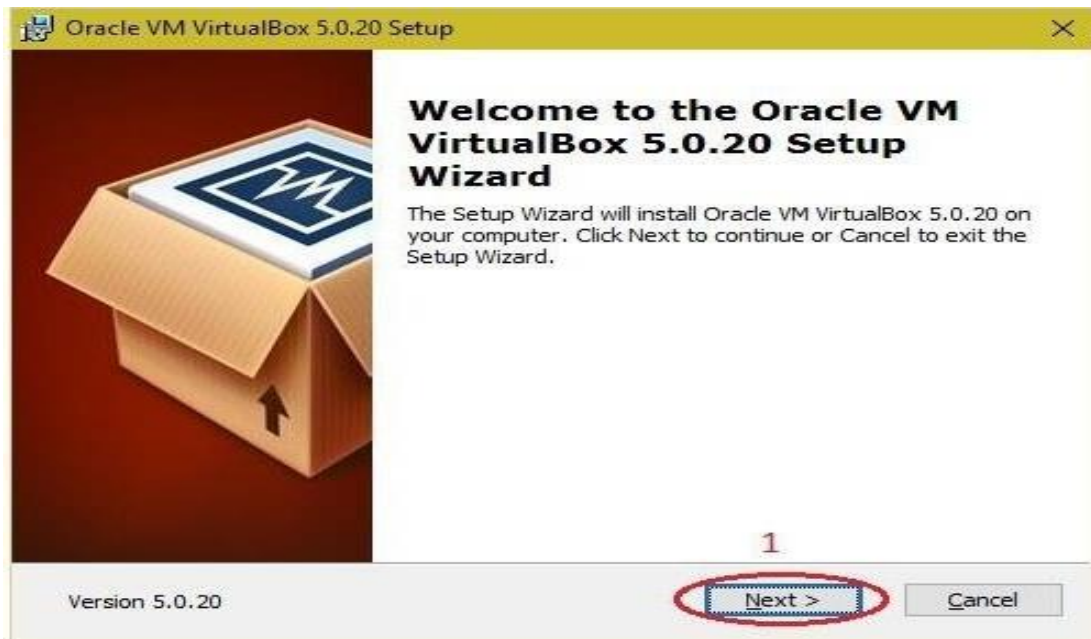 Oracle VM VirtualBox 5.0.20 Setup
Welcome to the Oracle VM
VirtualBox 5.0.20 Setup
Wizard
The Setup Wizard will install Oracle VM VirtualBox 5.0.20 on
your computer. Click Next to continue or Cancel to exit the
Setup Wizard.
1
Version 5.0.20
Next >
Cancel